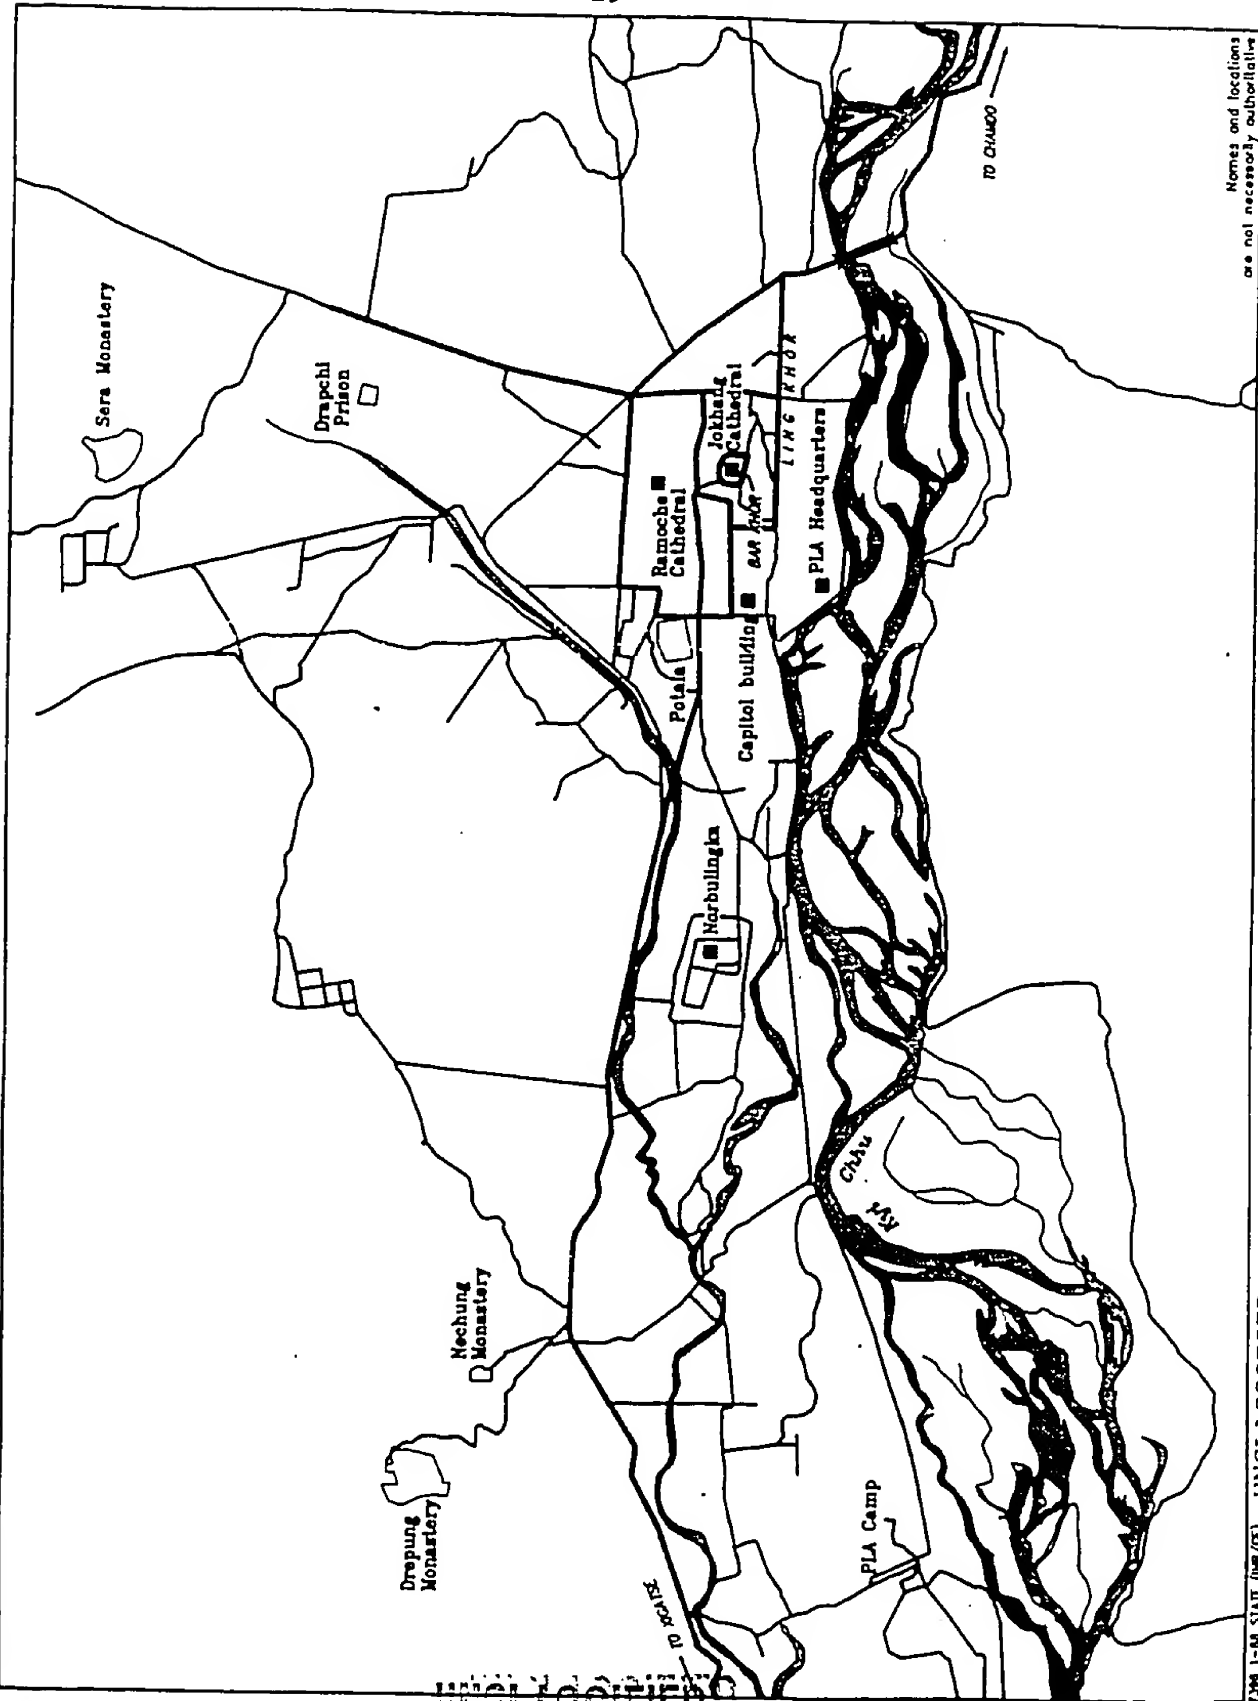 Sera Monastery
Drapchi
Prison
Ramoche
Cathedral
Jokhang
Cathedral
LING KHOR
BAR KHOR
PLA Headquarters
Potala
Capitol building
Norbulingka
Nechung
Monastery
Drepung
Monastery
PLA Camp
Kyi Chhu
TO CHAMDO
TO XIGATSE
Names and locations
are not necessarily authoritative